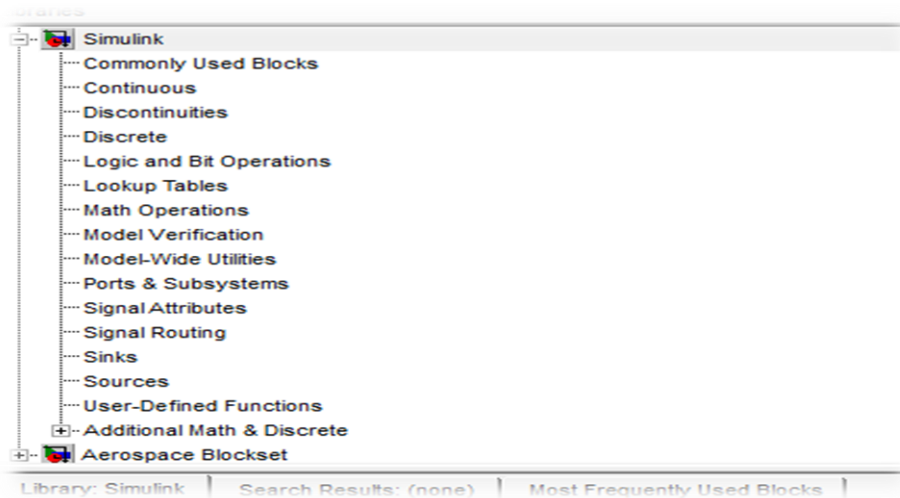 Libraries
Simulink
Commonly Used Blocks
Continuous
Discontinuities
Discrete
Logic and Bit Operations
Lookup Tables
Math Operations
Model Verification
Model-Wide Utilities
Ports & Subsystems
Signal Attributes
Signal Routing
Sinks
Sources
User-Defined Functions
Additional Math & Discrete
Aerospace Blockset
Library: Simulink Search Results: (none) Most Frequently Used Blocks